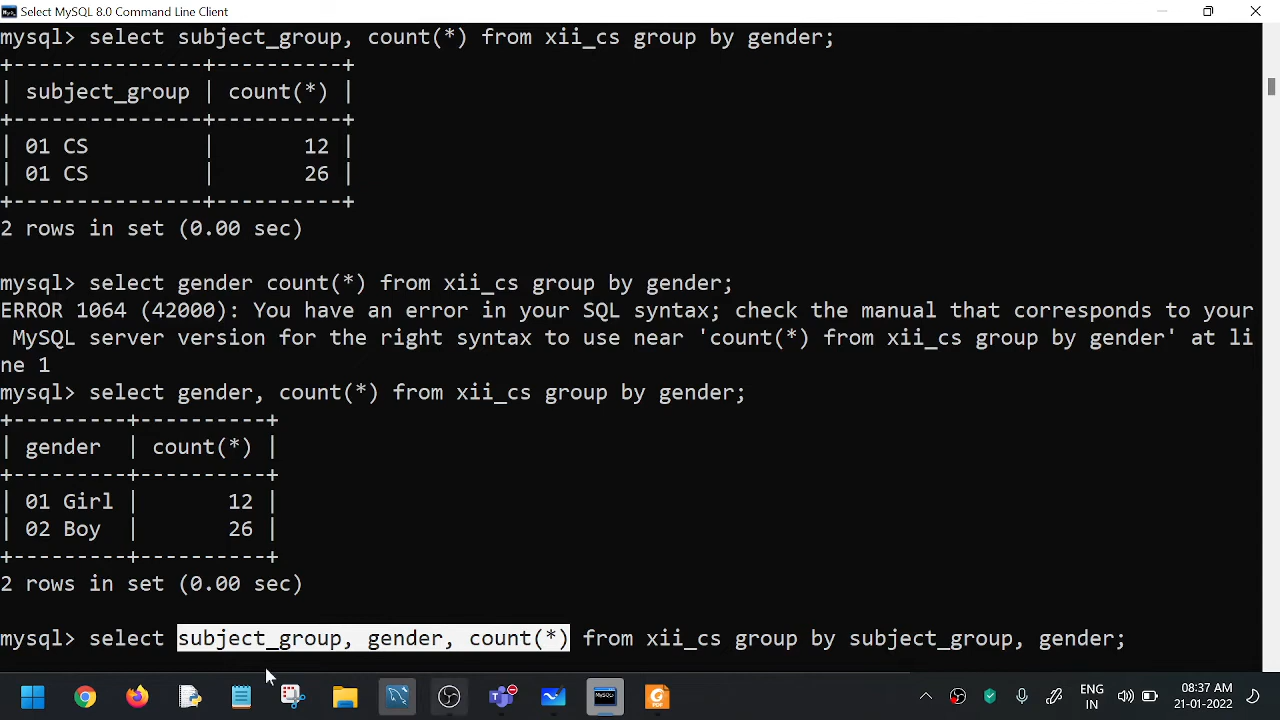 Select MySQL 8.0 Command Line Client
mysql> select subject_group, count(*) from xii_cs group by gender;
+---------------+----------+
| subject_group | count(*) |
+---------------+----------+
| 01 CS         |       12 |
| 01 CS         |       26 |
+---------------+----------+
2 rows in set (0.00 sec)
mysql> select gender count(*) from xii_cs group by gender;
ERROR 1064 (42000): You have an error in your SQL syntax; check the manual that corresponds to your
 MySQL server version for the right syntax to use near 'count(*) from xii_cs group by gender' at li
ne 1
mysql> select gender, count(*) from xii_cs group by gender;
+---------+----------+
| gender  | count(*) |
+---------+----------+
| 01 Girl |       12 |
| 02 Boy  |       26 |
+---------+----------+
2 rows in set (0.00 sec)
mysql> select subject_group, gender, count(*) from xii_cs group by subject_group, gender;
ENG
IN
08:37 AM
21-01-2022